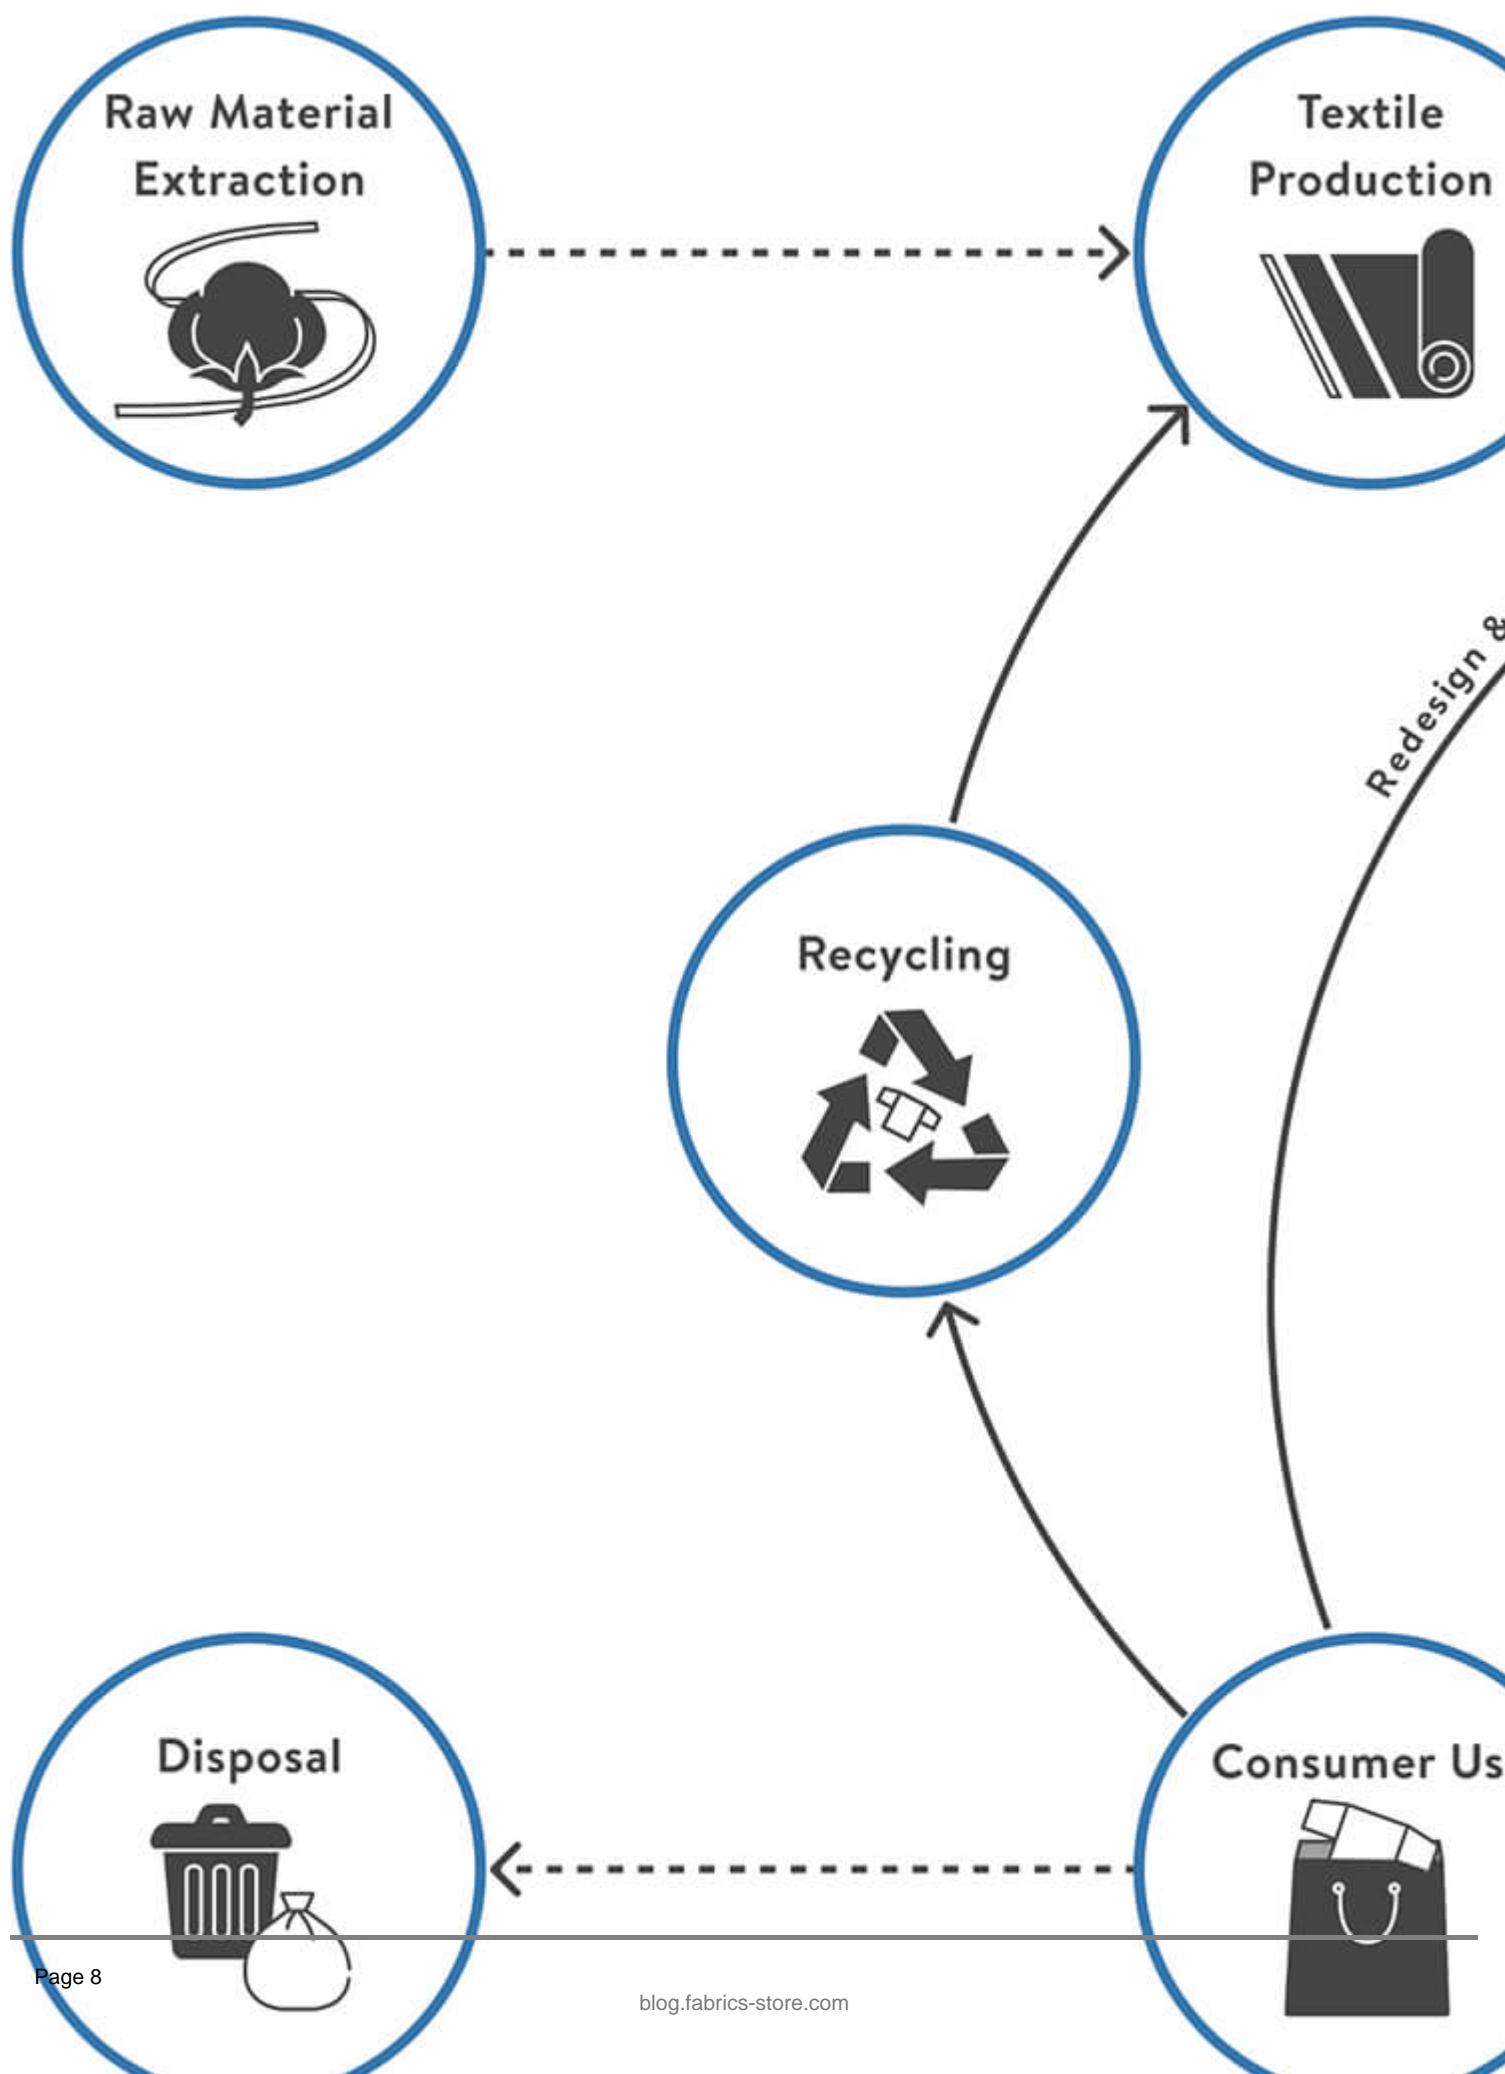 Raw Material
Extraction
Textile
Production
Redesign &
Recycling
Disposal
Consumer Us
Page 8
blog.fabrics-store.com